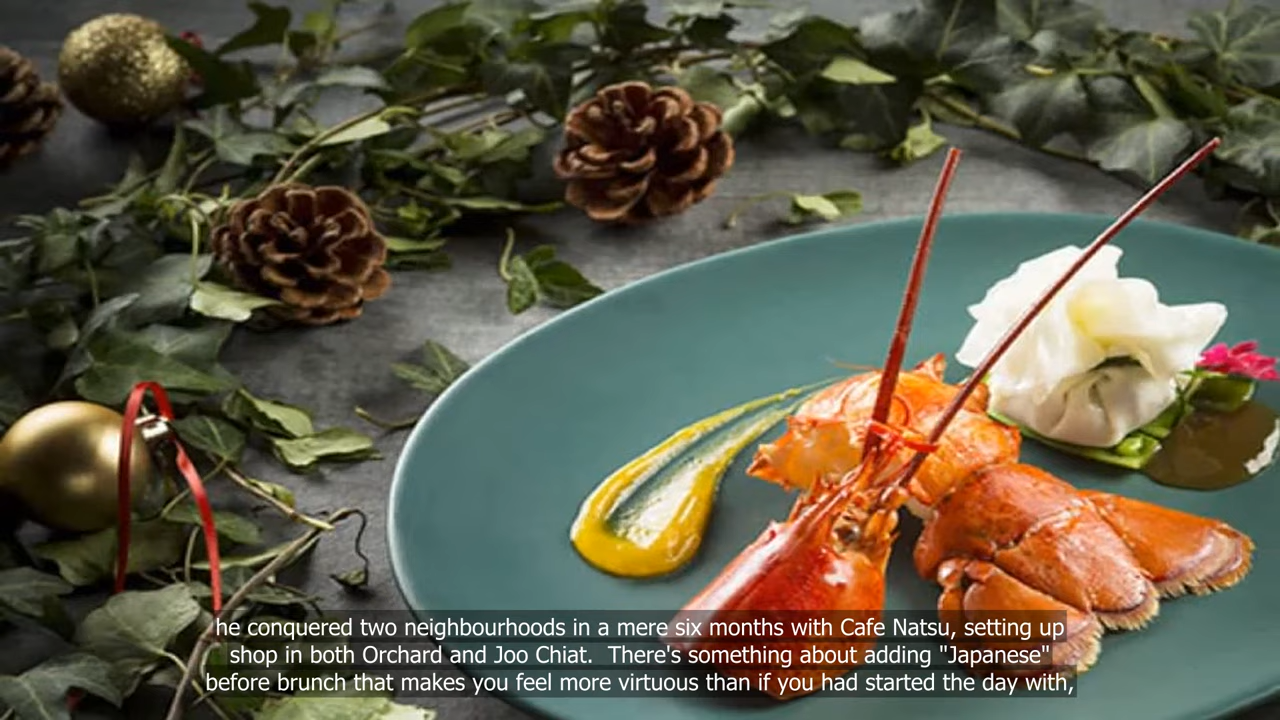 he conquered two neighbourhoods in a mere six months with Cafe Natsu, setting up
shop in both Orchard and Joo Chiat.  There's something about adding "Japanese"
before brunch that makes you feel more virtuous than if you had started the day with,